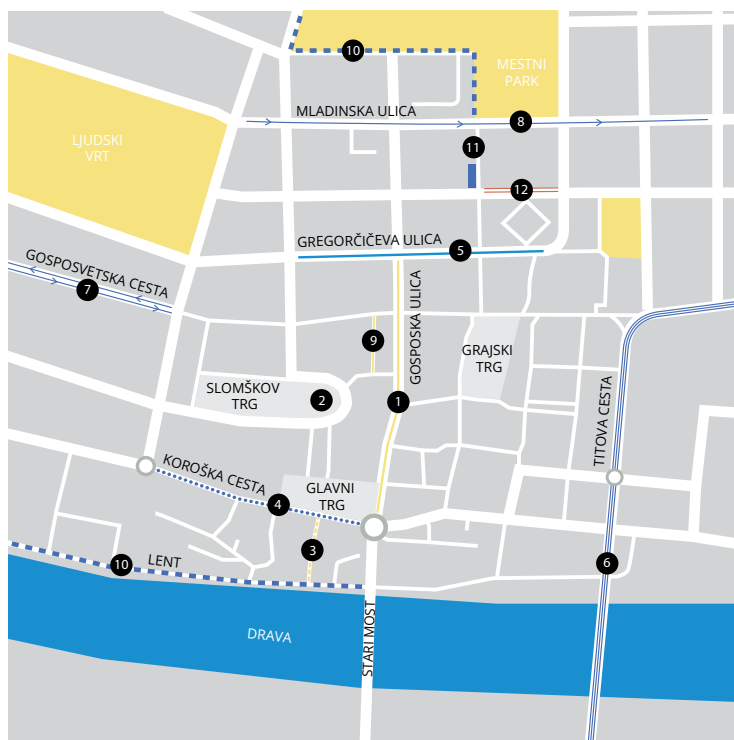 10
MESTNI
PARK
MLADINSKA ULICA
8
LJUDSKI
VRT
11
12
GREGORČIČEVA ULICA
5
GOSPOSVETSKA CESTA
7
GOSPOSKA ULICA
9
GRAJSKI
TRG
SLOMŠKOV
TRG
2
1
TITOVA CESTA
KOROŠKA CESTA
GLAVNI
TRG
4
3
LENT
10
6
DRAVA
STARI MOST